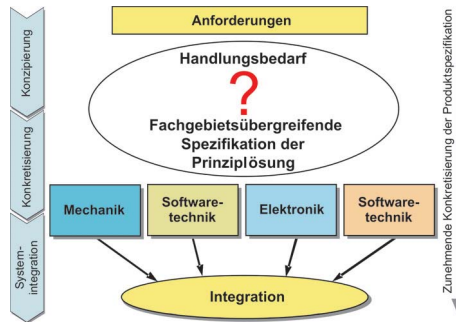 Anforderungen
Handlungsbedarf
?
Fachgebietsübergreifende
Spezifikation der
Prinziplösung
Mechanik
Software-
technik
Elektronik
Software-
technik
Integration
Konzipierung
Konkretisierung
System-
integration
Zunehmende Konkretisierung der Produktspezifikation